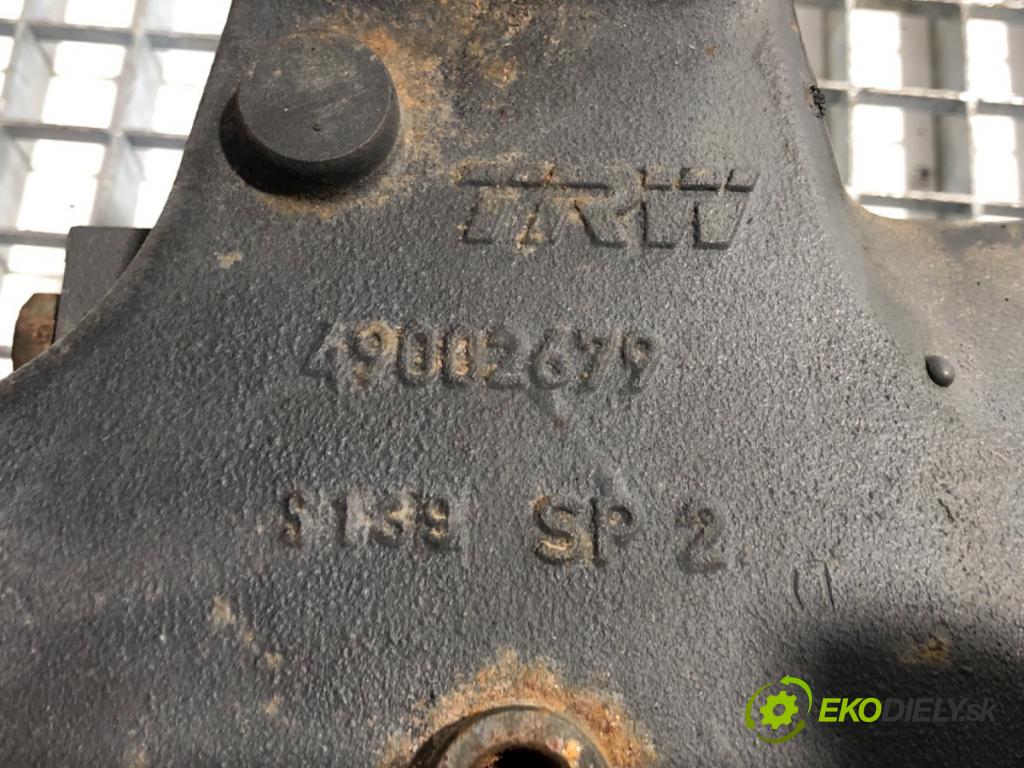 TRW
49002679
S139 SP 2
EKODIELY.sk